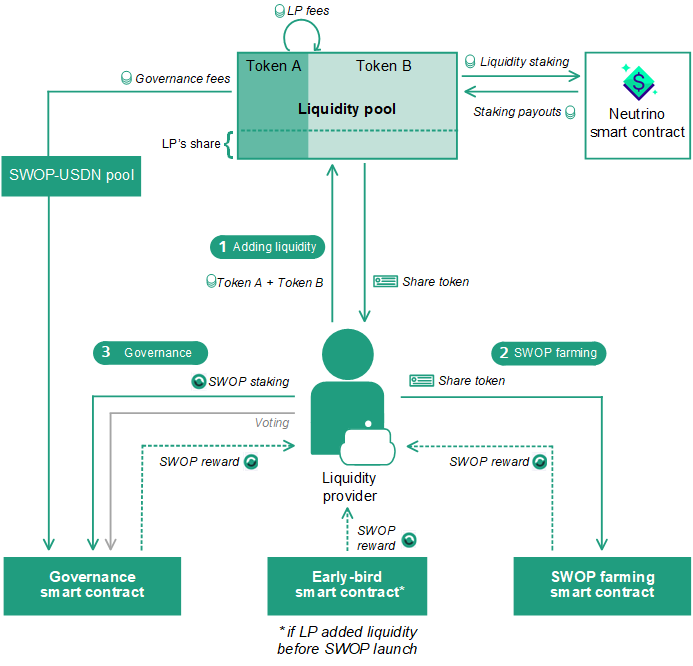 LP fees
Token A
Token B
Liquidity staking
Governance fees
$
Liquidity pool
Staking payouts
Neutrino
smart contract
LP's share
SWOP-USDN pool
1 Adding liquidity
Token A + Token B
Share token
3 Governance
2 SWOP farming
SWOP staking
Share token
Voting
SWOP reward
SWOP reward
Liquidity
provider
SWOP
reward
Governance
smart contract
Early-bird
smart contract*
SWOP farming
smart contract
* if LP added liquidity
before SWOP launch